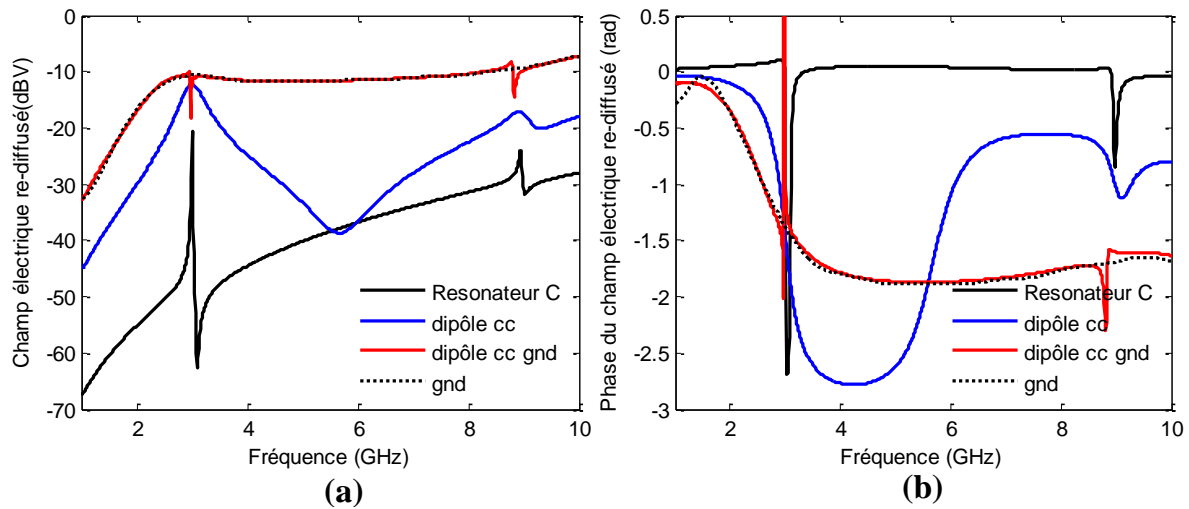 0
-10
-20
-30
-40
-50
-60
-70
2
4
6
8
10
Champ électrique re-diffusé(dBV)
Fréquence (GHz)
Resonateur C
dipôle cc
dipôle cc gnd
gnd
(a)
0.5
0
-0.5
-1
-1.5
-2
-2.5
-3
2
4
6
8
10
Phase du champ électrique re-diffusé (rad)
Fréquence (GHz)
Resonateur C
dipôle cc
dipôle cc gnd
gnd
(b)